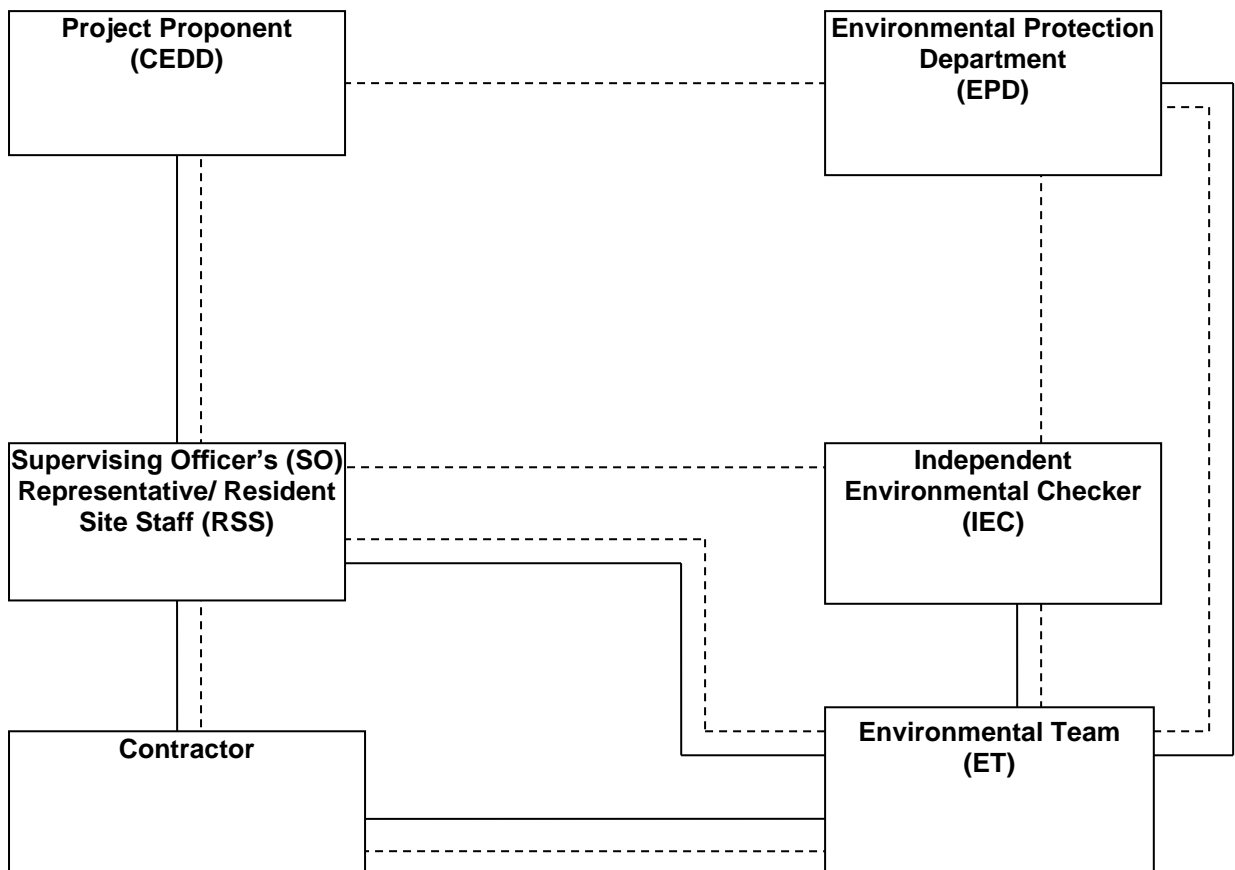 Project Proponent
(CEDD)
Environmental Protection
Department
(EPD)
Supervising Officer's (SO)
Representative/ Resident
Site Staff (RSS)
Independent
Environmental Checker
(IEC)
Contractor
Environmental Team
(ET)